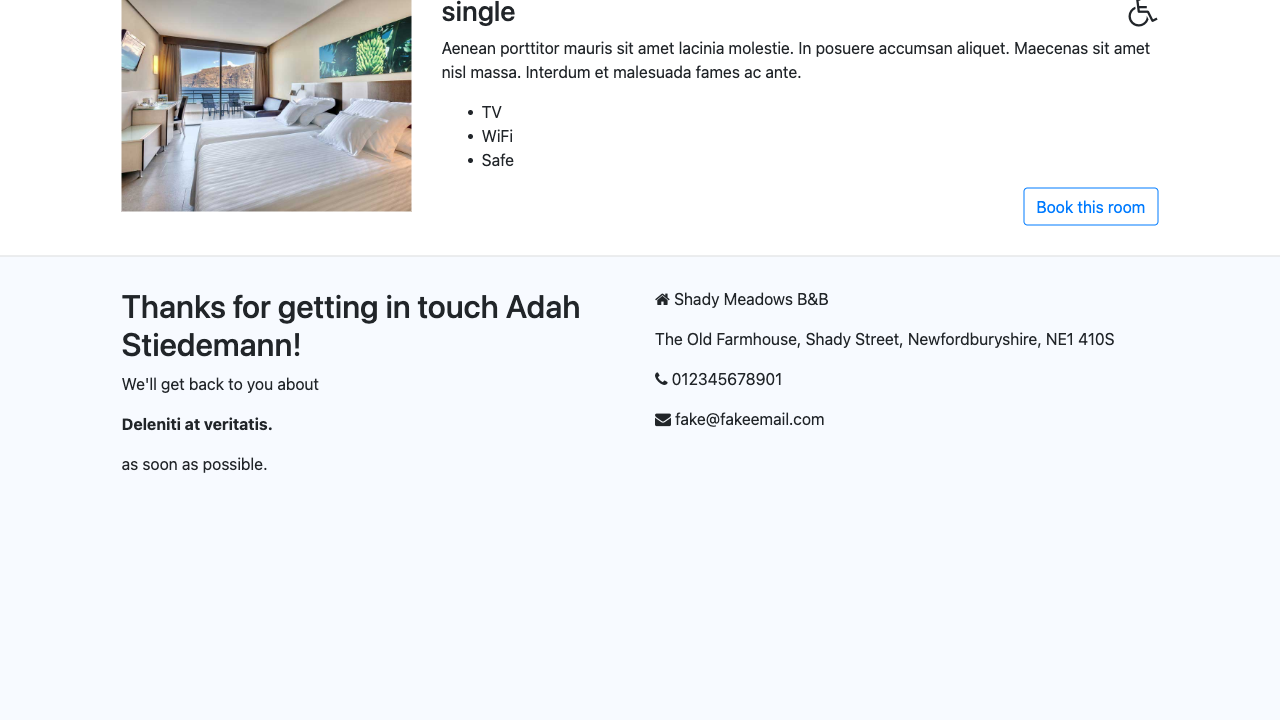 single
Aenean porttitor mauris sit amet lacinia molestie. In posuere accumsan aliquet. Maecenas sit amet
nisl massa. Interdum et malesuada fames ac ante.
• TV
• WiFi
• Safe
Book this room
Thanks for getting in touch Adah
Stiedemann!
We'll get back to you about
Deleniti at veritatis.
as soon as possible.
Shady Meadows B&B
The Old Farmhouse, Shady Street, Newfordburyshire, NE1 410S
012345678901
fake@fakeemail.com